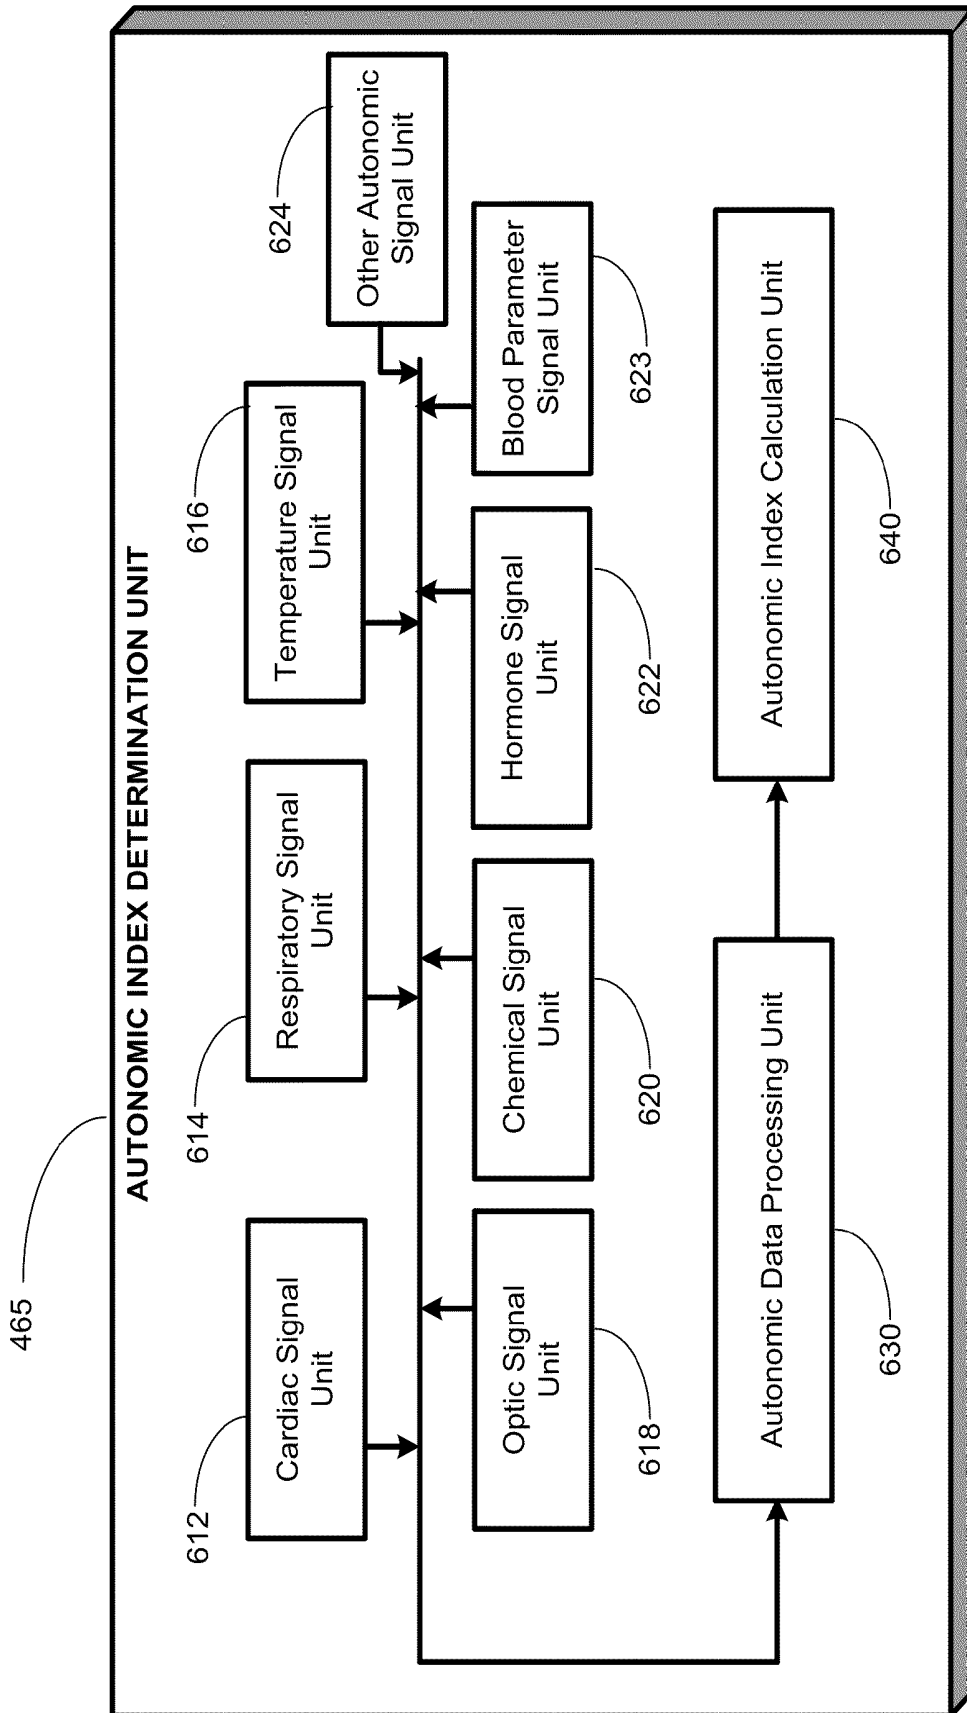 465
AUTONOMIC INDEX DETERMINATION UNIT
612
Cardiac Signal
Unit
614
Respiratory Signal
Unit
616
Temperature Signal
Unit
624
Other Autonomic
Signal Unit
Optic Signal
Unit
618
Chemical Signal
Unit
620
Hormone Signal
Unit
622
Blood Parameter
Signal Unit
623
Autonomic Data Processing Unit
630
Autonomic Index Calculation Unit
640